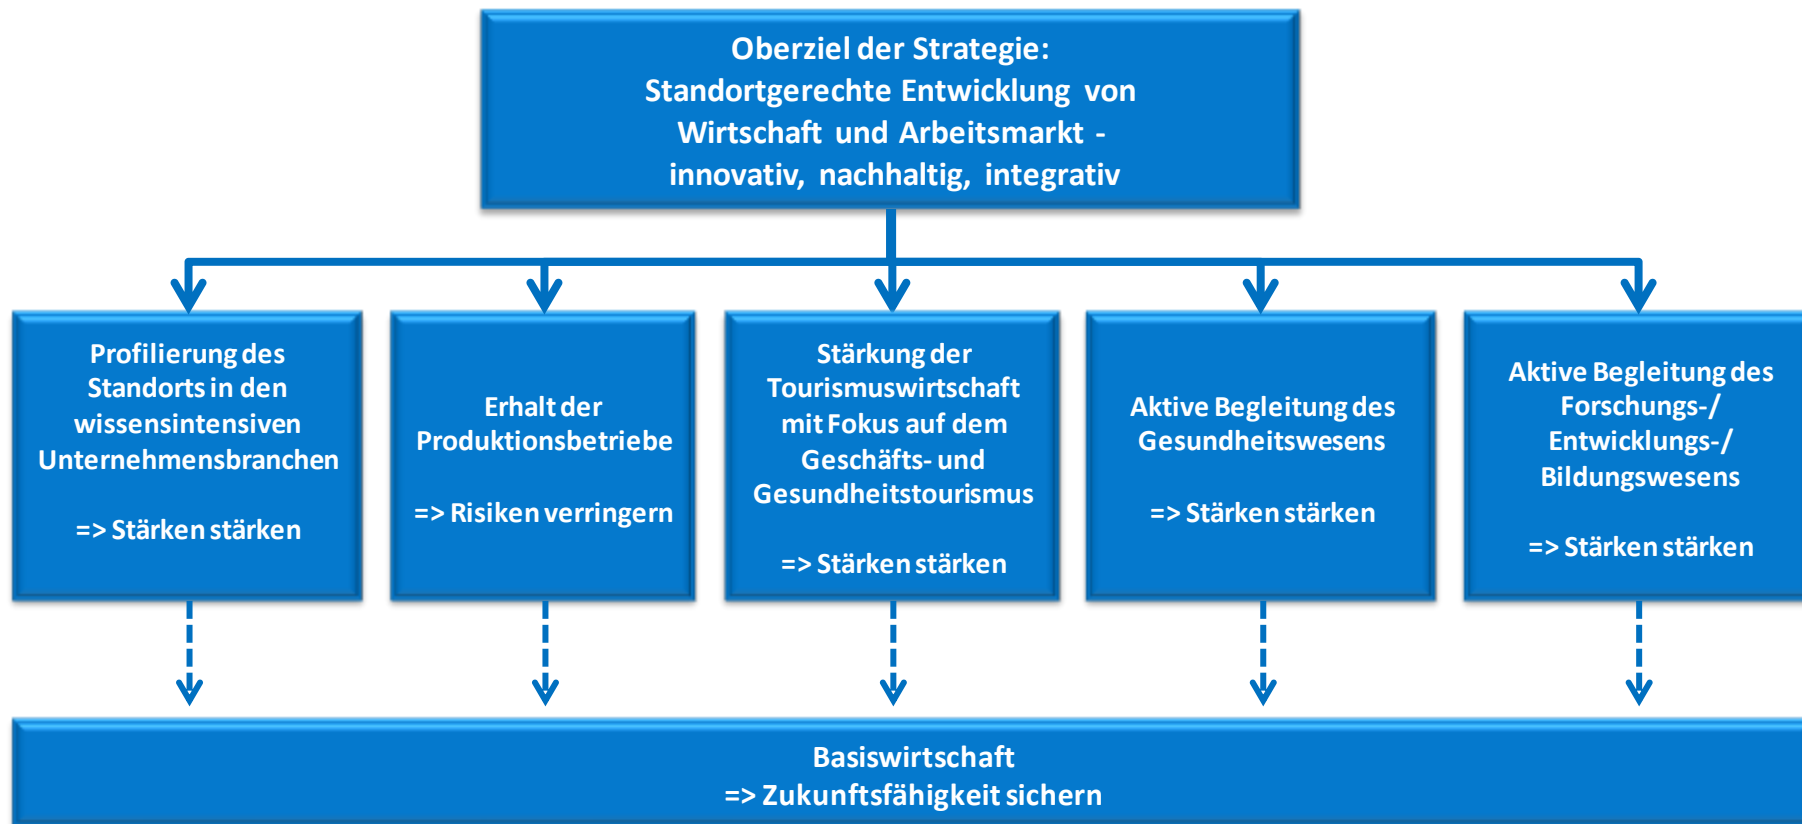 Oberziel der Strategie:
Standortgerechte Entwicklung von
Wirtschaft und Arbeitsmarkt -
innovativ, nachhaltig, integrativ
Profilierung des
Standorts in den
wissensintensiven
Unternehmensbranchen
=> Stärken stärken
Erhalt der
Produktionsbetriebe
=> Risiken verringern
Stärkung der
Tourismuswirtschaft
mit Fokus auf dem
Geschäfts- und
Gesundheitstourismus
=> Stärken stärken
Aktive Begleitung des
Gesundheitswesens
=> Stärken stärken
Aktive Begleitung des
Forschungs-/
Entwicklungs-/
Bildungswesens
=> Stärken stärken
Basiswirtschaft
=> Zukunftsfähigkeit sichern